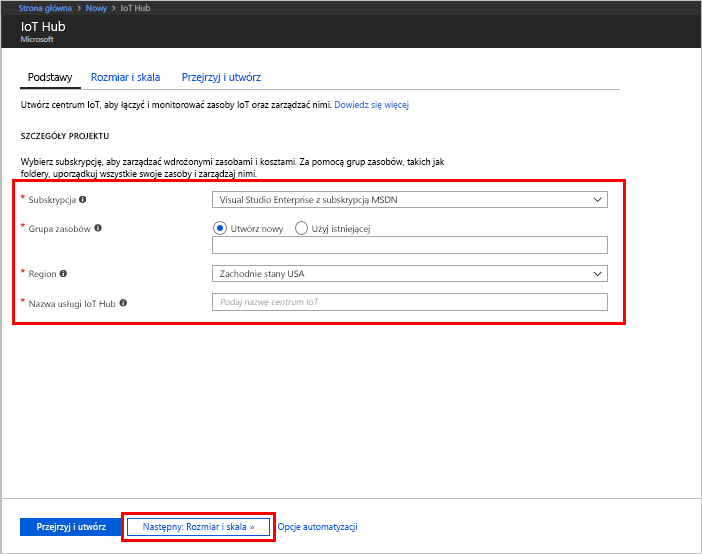 Strona główna > Nowy > IoT Hub
IoT Hub
Microsoft
Podstawy Rozmiar i skala Przejrzyj i utwórz
Utwórz centrum IoT, aby łączyć i monitorować zasoby IoT oraz zarządzać nimi. Dowiedz się więcej
SZCZEGÓŁY PROJEKTU
Wybierz subskrypcję, aby zarządzać wdrożonymi zasobami i kosztami. Za pomocą grup zasobów, takich jak
foldery, uporządkuj wszystkie swoje zasoby i zarządzaj nimi.
* Subskrypcja Visual Studio Enterprise z subskrypcją MSDN
* Grupa zasobów Utwórz nowy Użyj istniejącej
* Region Zachodnie stany USA
* Nazwa usługi IoT Hub Podaj nazwę centrum IoT
Przejrzyj i utwórz Następny: Rozmiar i skala » Opcje automatyzacji